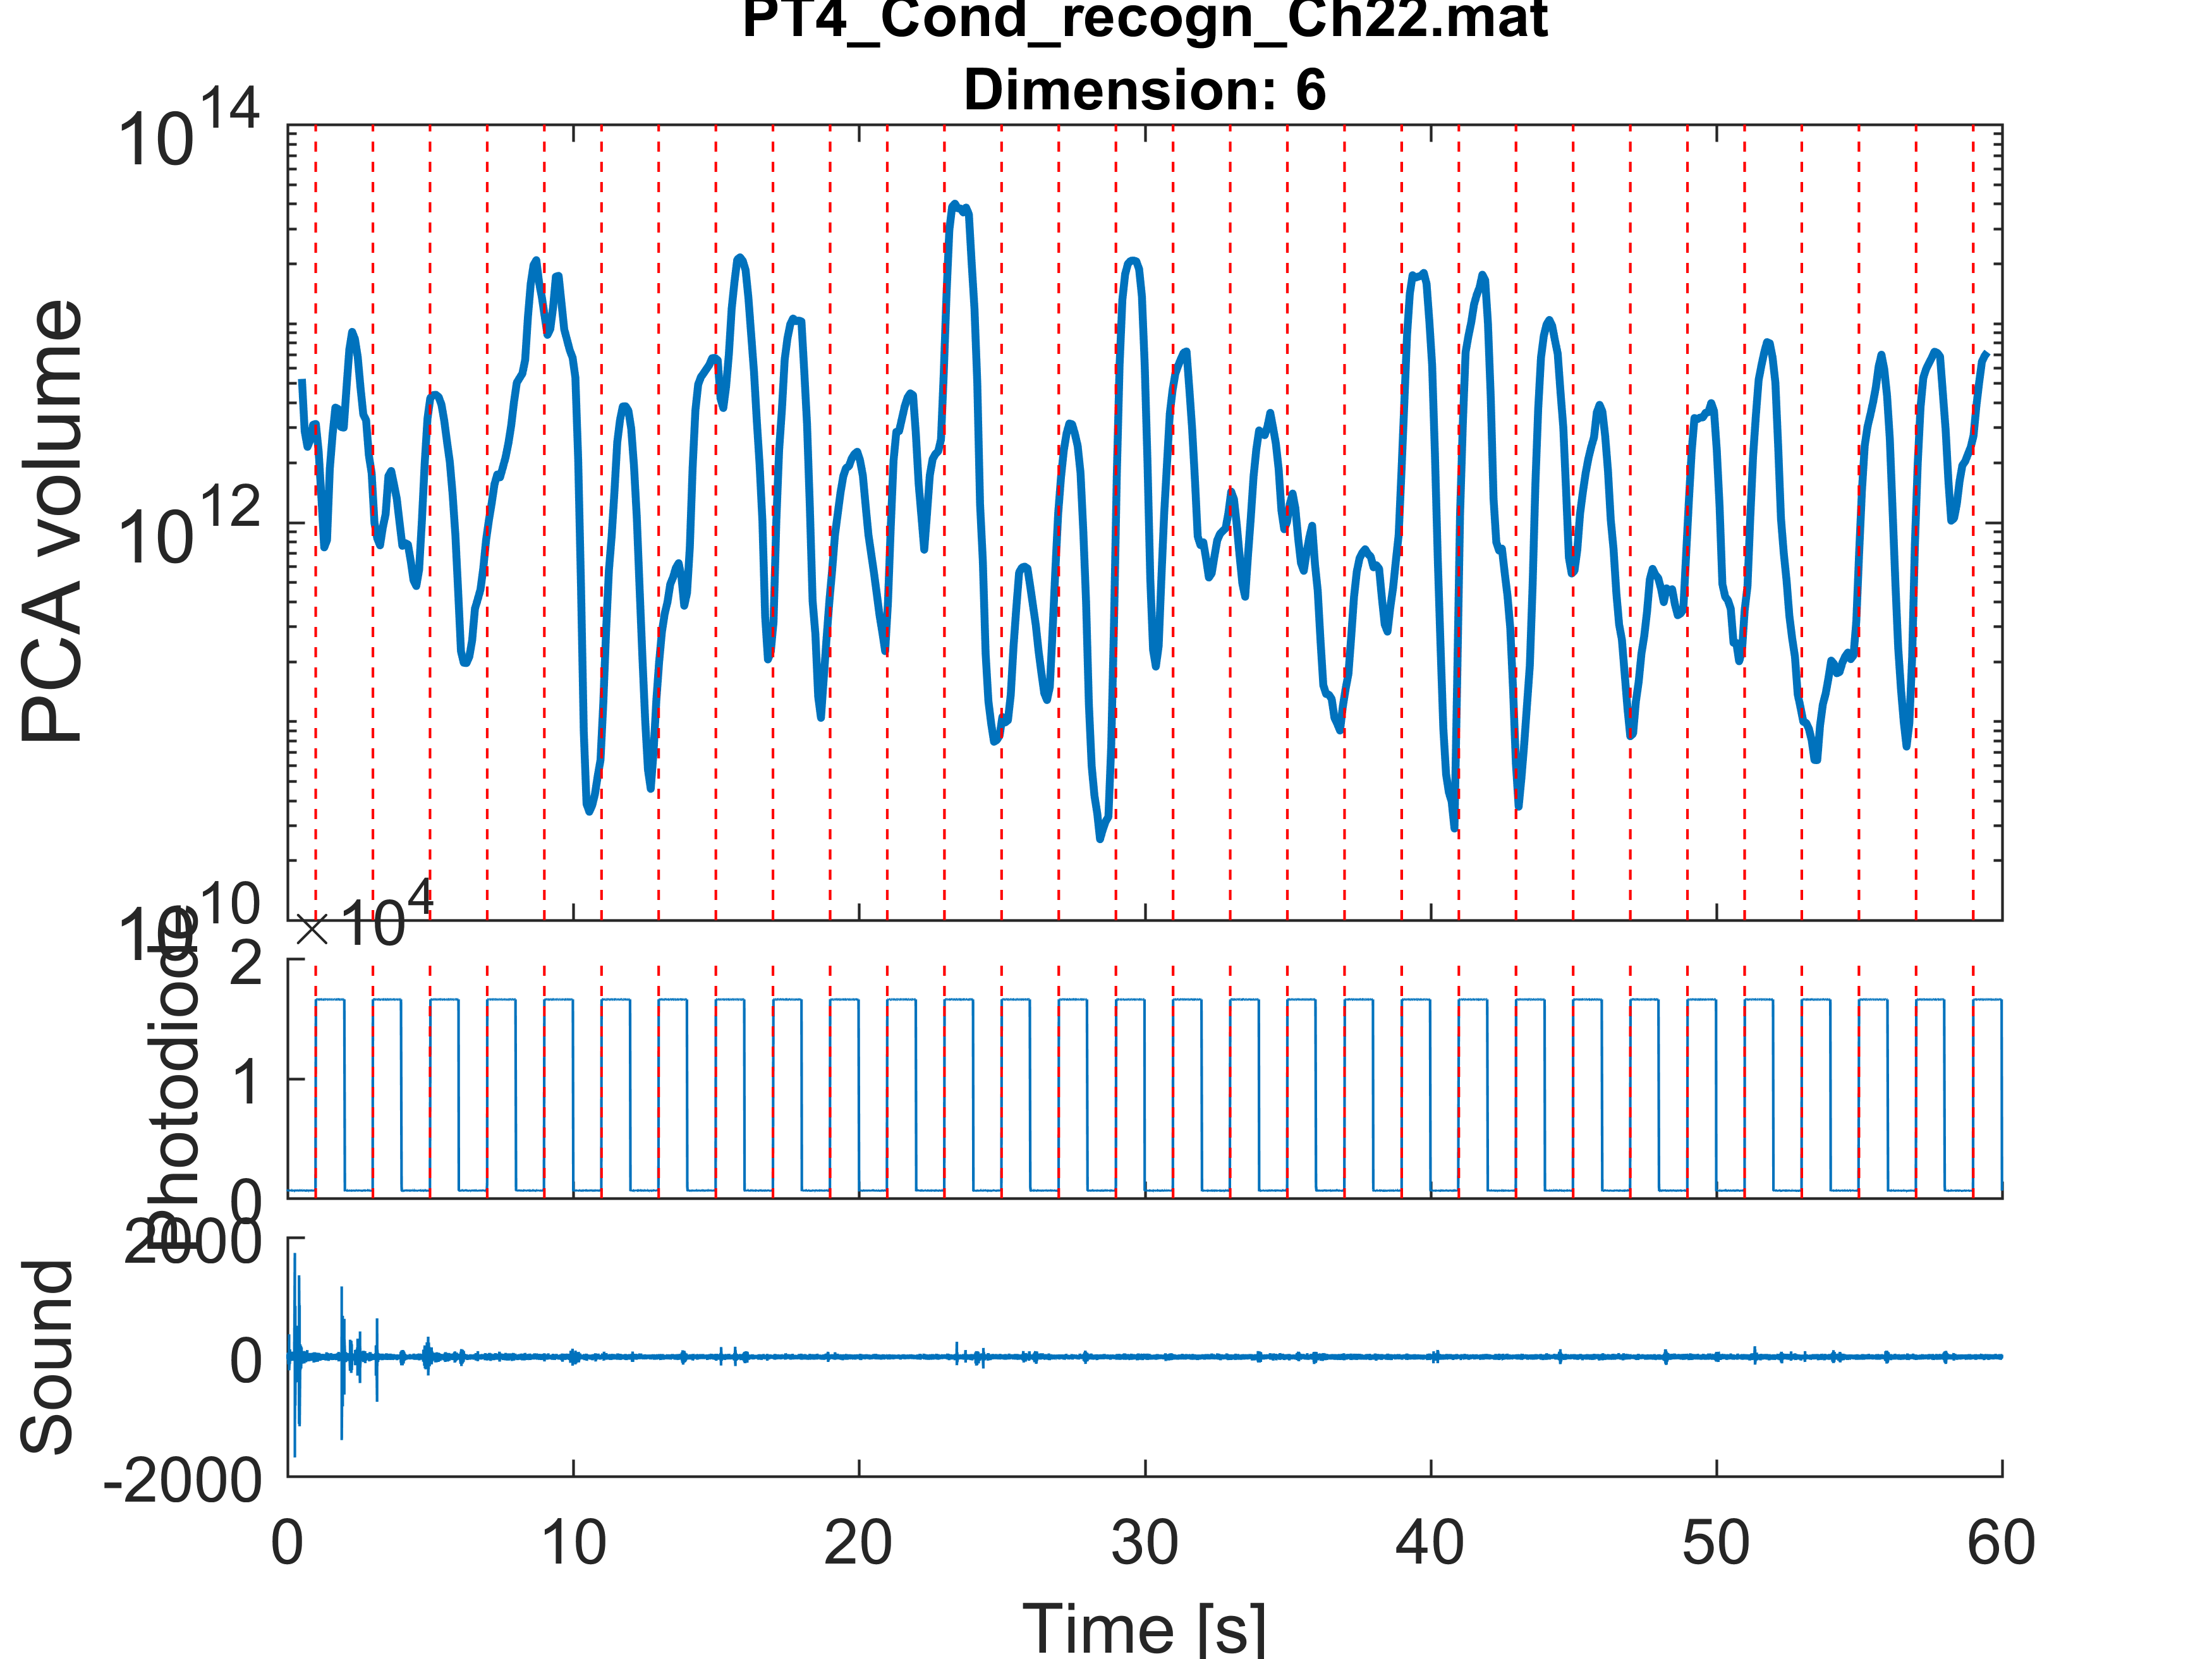 PT4_Cond_recogn_Ch22.mat
Dimension: 6
PCA volume
10^14
10^12
10^10
×10^4
Photodiode
2
1
0
Sound
2000
0
-2000
0 10 20 30 40 50 60
Time [s]